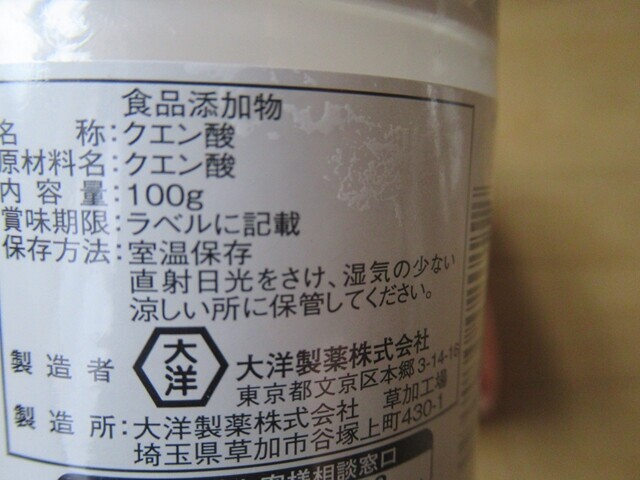 食品添加物
名 称:クエン酸
原材料名:クエン酸
内容量:100g
賞味期限:ラベルに記載
保存方法:室温保存
直射日光をさけ、湿気の少ない
涼しい所に保管してください。
製造者 大洋 大洋製薬株式会社
東京都文京区本郷3-14-16
製造所:大洋製薬株式会社 草加工場
埼玉県草加市谷塚上町430-1
客様相談窓口